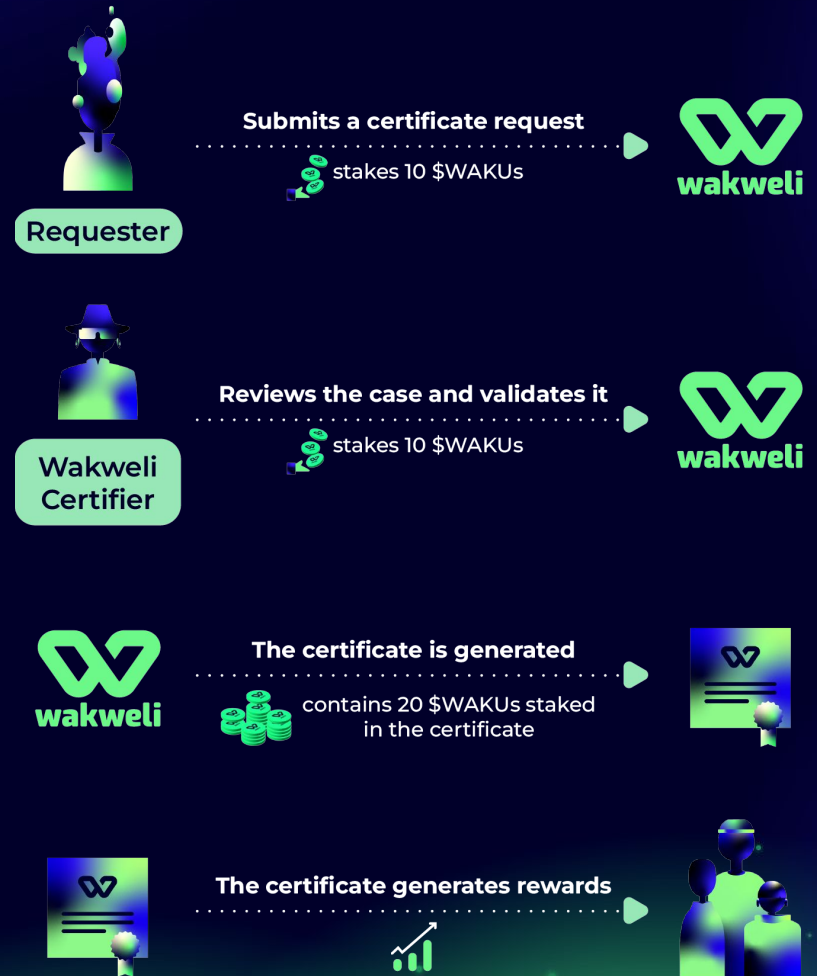 Submits a certificate request
stakes 10 $WAKUs
wakweli
Requester
Reviews the case and validates it
stakes 10 $WAKUs
wakweli
Wakweli
Certifier
The certificate is generated
contains 20 $WAKUs staked
in the certificate
wakweli
The certificate generates rewards